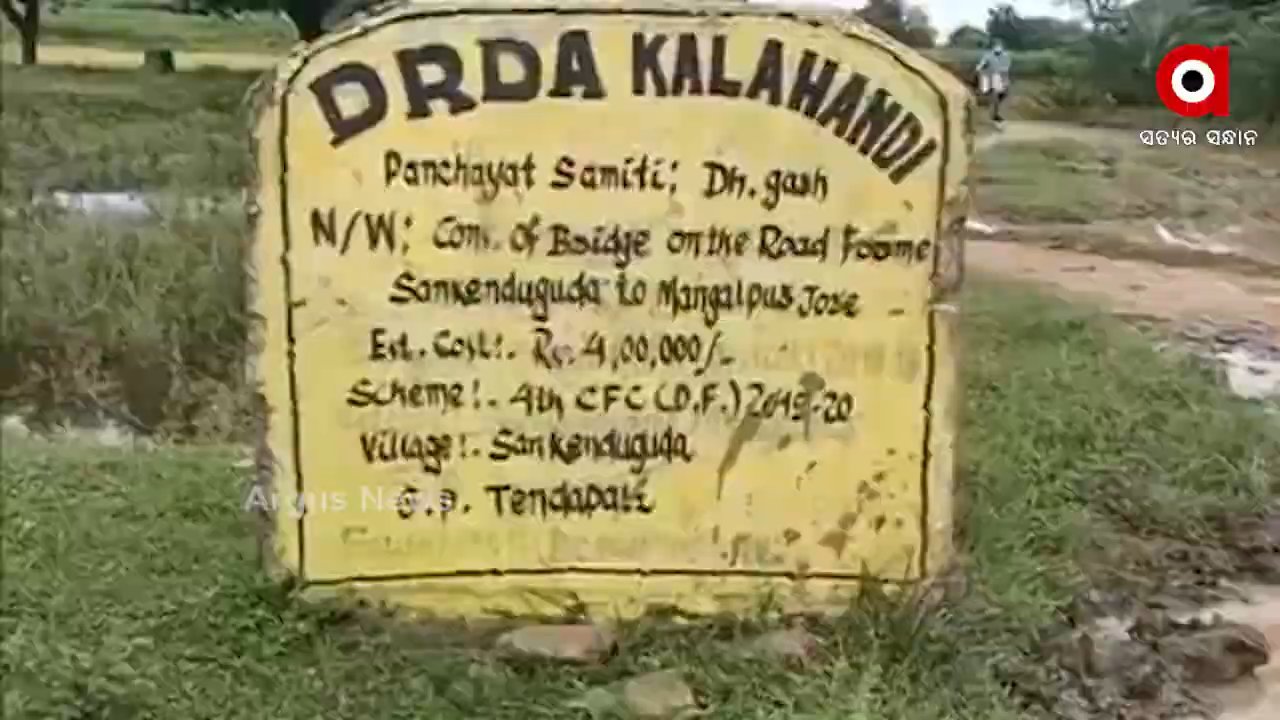 DRDA KALAHANDI
Panchayat Samiti; Dh. gash
N/W: Con. of Bridge on the Road Foome
Sankenduguda to Mangalpus Jose
Est. Cost:. Rs. 4,00,000/-
Scheme:. 4th CFC (D.F.) 2019-20
Village:. Sankenduguda
G.P. Tendapali
Argus News
a
ସତ୍ୟର ସନ୍ଧାନ